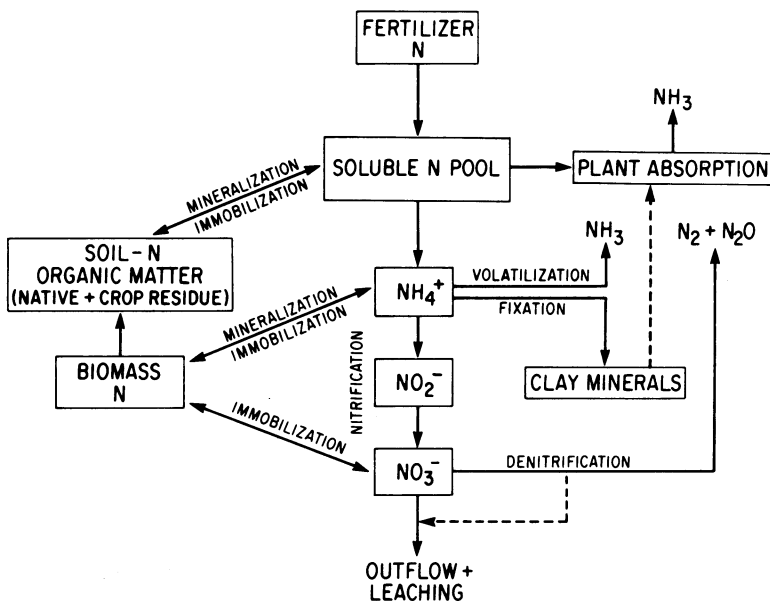 FERTILIZER
N
NH₃
SOLUBLE N POOL
PLANT ABSORPTION
MINERALIZATION
IMMOBILIZATION
SOIL-N
ORGANIC MATTER
(NATIVE + CROP RESIDUE)
NH₃
N₂ + N₂O
NH₄⁺
VOLATILIZATION
FIXATION
MINERALIZATION
IMMOBILIZATION
BIOMASS
N
NITRIFICATION
NO₂⁻
CLAY MINERALS
IMMOBILIZATION
NO₃⁻
DENITRIFICATION
OUTFLOW +
LEACHING